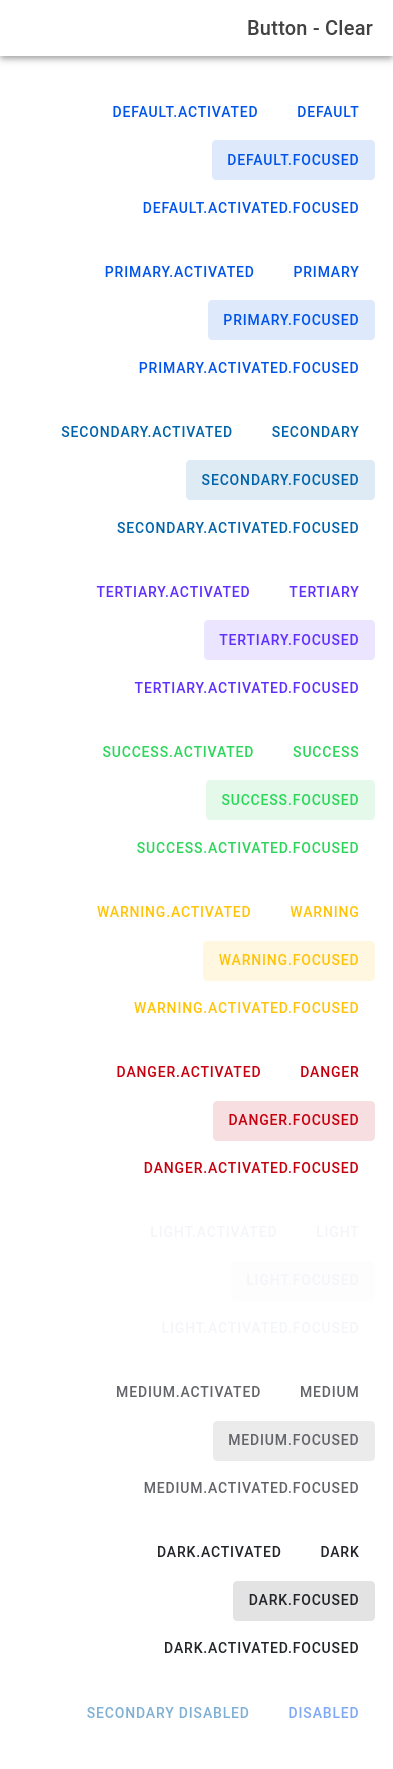 Button - Clear
DEFAULT.ACTIVATED DEFAULT
DEFAULT.FOCUSED
DEFAULT.ACTIVATED.FOCUSED
PRIMARY.ACTIVATED PRIMARY
PRIMARY.FOCUSED
PRIMARY.ACTIVATED.FOCUSED
SECONDARY.ACTIVATED SECONDARY
SECONDARY.FOCUSED
SECONDARY.ACTIVATED.FOCUSED
TERTIARY.ACTIVATED TERTIARY
TERTIARY.FOCUSED
TERTIARY.ACTIVATED.FOCUSED
SUCCESS.ACTIVATED SUCCESS
SUCCESS.FOCUSED
SUCCESS.ACTIVATED.FOCUSED
WARNING.ACTIVATED WARNING
WARNING.FOCUSED
WARNING.ACTIVATED.FOCUSED
DANGER.ACTIVATED DANGER
DANGER.FOCUSED
DANGER.ACTIVATED.FOCUSED
LIGHT.ACTIVATED LIGHT
LIGHT.FOCUSED
LIGHT.ACTIVATED.FOCUSED
MEDIUM.ACTIVATED MEDIUM
MEDIUM.FOCUSED
MEDIUM.ACTIVATED.FOCUSED
DARK.ACTIVATED DARK
DARK.FOCUSED
DARK.ACTIVATED.FOCUSED
SECONDARY DISABLED DISABLED